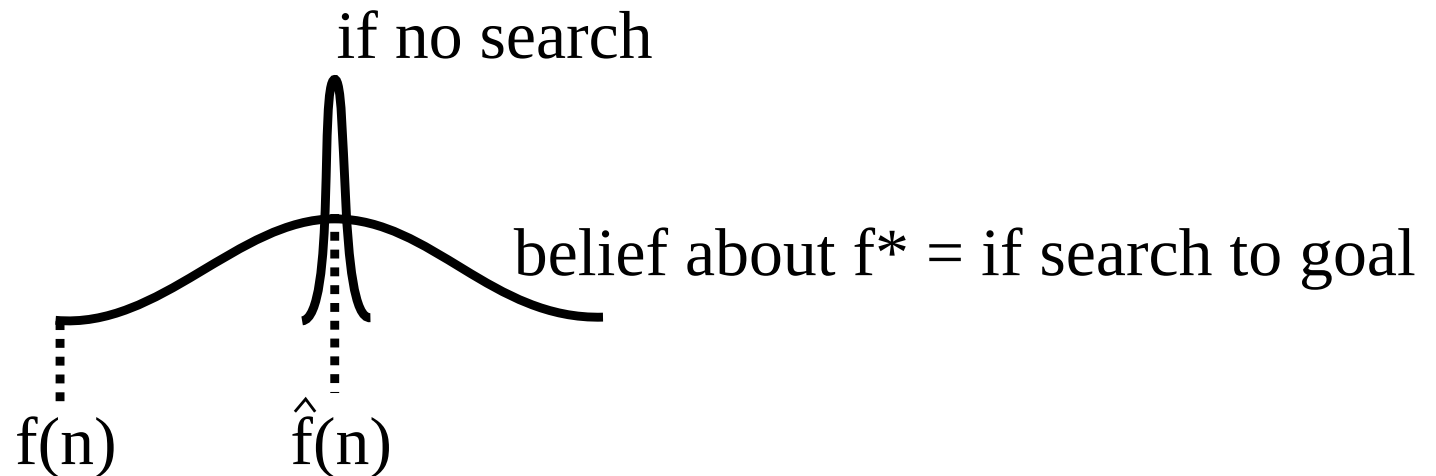 if no search
belief about f* = if search to goal
f(n)
f̂(n)